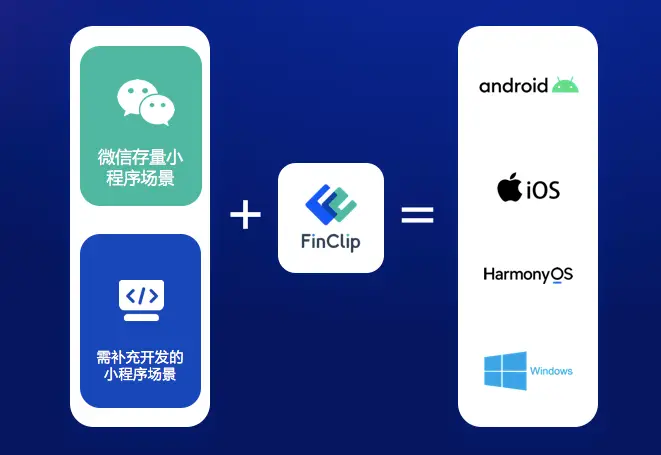 微信存量小
程序场景
</>
需补充开发的
小程序场景
+
FinClip
=
android
iOS
HarmonyOS
Windows